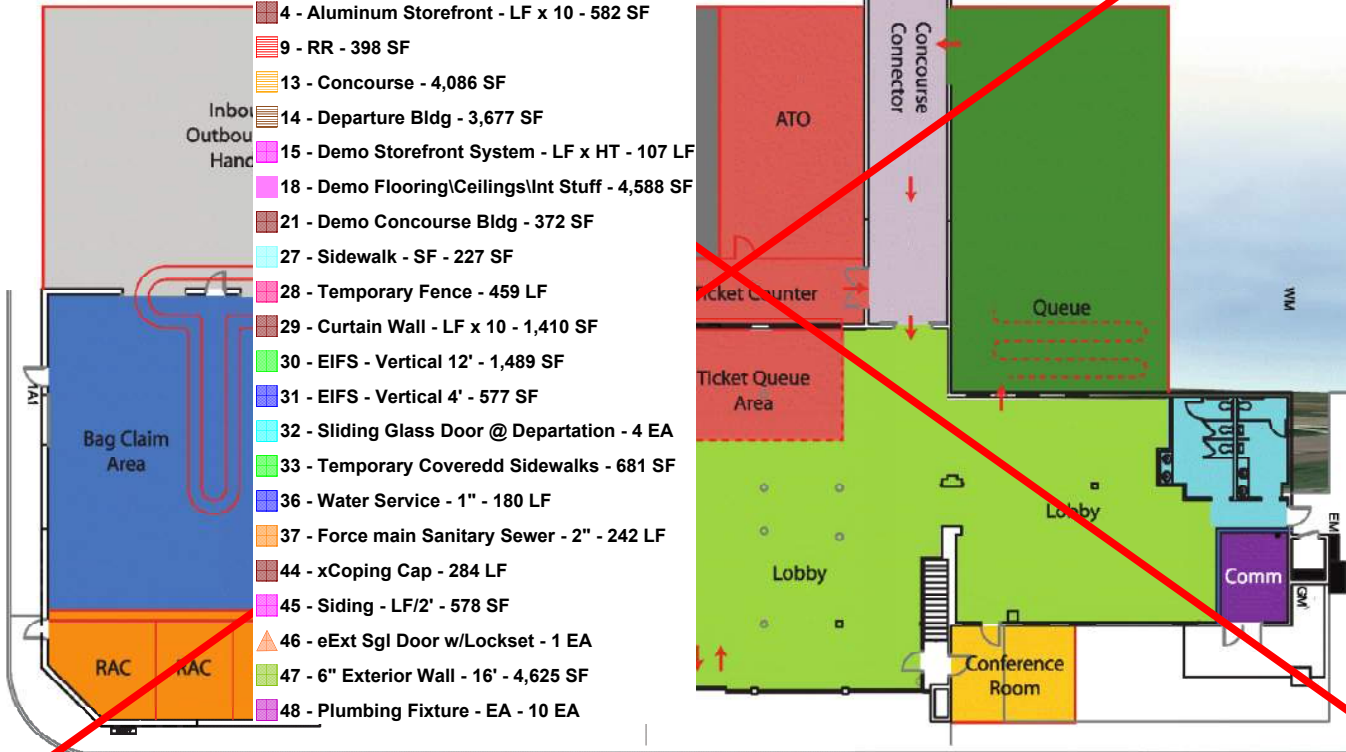 4 - Aluminum Storefront - LF x 10 - 582 SF
9 - RR - 398 SF
13 - Concourse - 4,086 SF
14 - Departure Bldg - 3,677 SF
15 - Demo Storefront System - LF x HT - 107 LF
18 - Demo Flooring\Ceilings\Int Stuff - 4,588 SF
21 - Demo Concourse Bldg - 372 SF
27 - Sidewalk - SF - 227 SF
28 - Temporary Fence - 459 LF
29 - Curtain Wall - LF x 10 - 1,410 SF
30 - EIFS - Vertical 12' - 1,489 SF
31 - EIFS - Vertical 4' - 577 SF
32 - Sliding Glass Door @ Departation - 4 EA
33 - Temporary Coveredd Sidewalks - 681 SF
36 - Water Service - 1" - 180 LF
37 - Force main Sanitary Sewer - 2" - 242 LF
44 - xCoping Cap - 284 LF
45 - Siding - LF/2' - 578 SF
46 - eExt Sgl Door w/Lockset - 1 EA
47 - 6" Exterior Wall - 16' - 4,625 SF
48 - Plumbing Fixture - EA - 10 EA
Bag Claim
Area
RAC
RAC
ATO
Concourse
Connector
Ticket Counter
Ticket Queue
Area
Queue
Lobby
Lobby
Conference
Room
Comm
WM
EM
GM